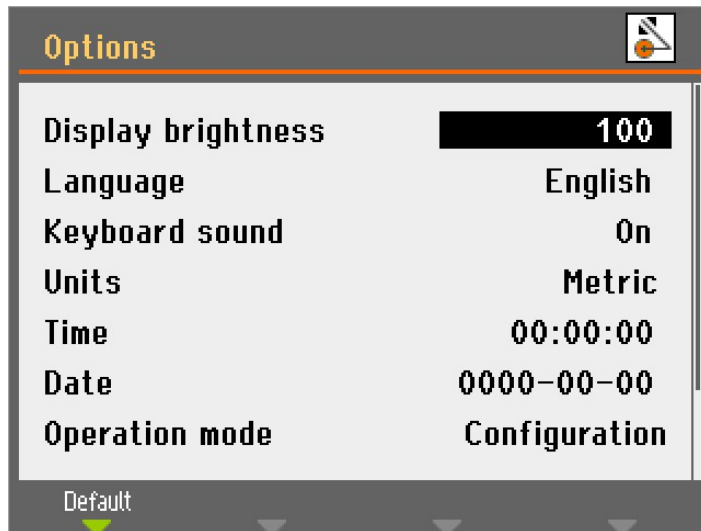 Options
Display brightness 100
Language English
Keyboard sound On
Units Metric
Time 00:00:00
Date 0000-00-00
Operation mode Configuration
Default